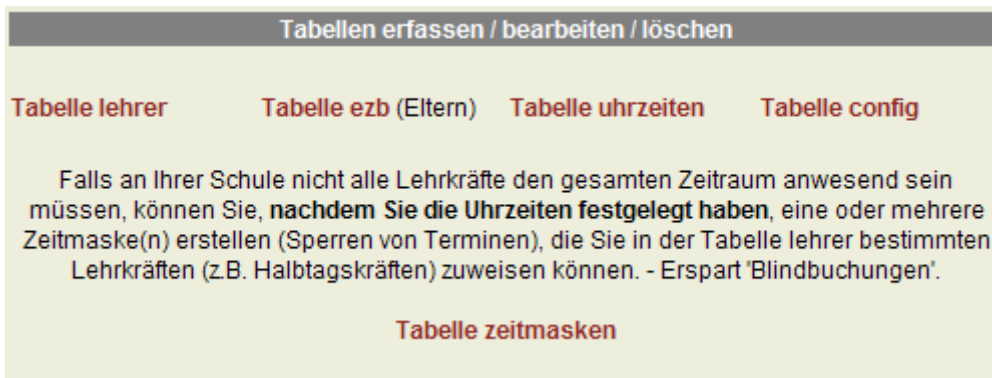 Tabellen erfassen / bearbeiten / löschen
Tabelle lehrer Tabelle ezb (Eltern) Tabelle uhrzeiten Tabelle config
Falls an Ihrer Schule nicht alle Lehrkräfte den gesamten Zeitraum anwesend sein
müssen, können Sie, nachdem Sie die Uhrzeiten festgelegt haben, eine oder mehrere
Zeitmaske(n) erstellen (Sperren von Terminen), die Sie in der Tabelle lehrer bestimmten
Lehrkräften (z.B. Halbtagskräften) zuweisen können. - Erspart 'Blindbuchungen'.
Tabelle zeitmasken